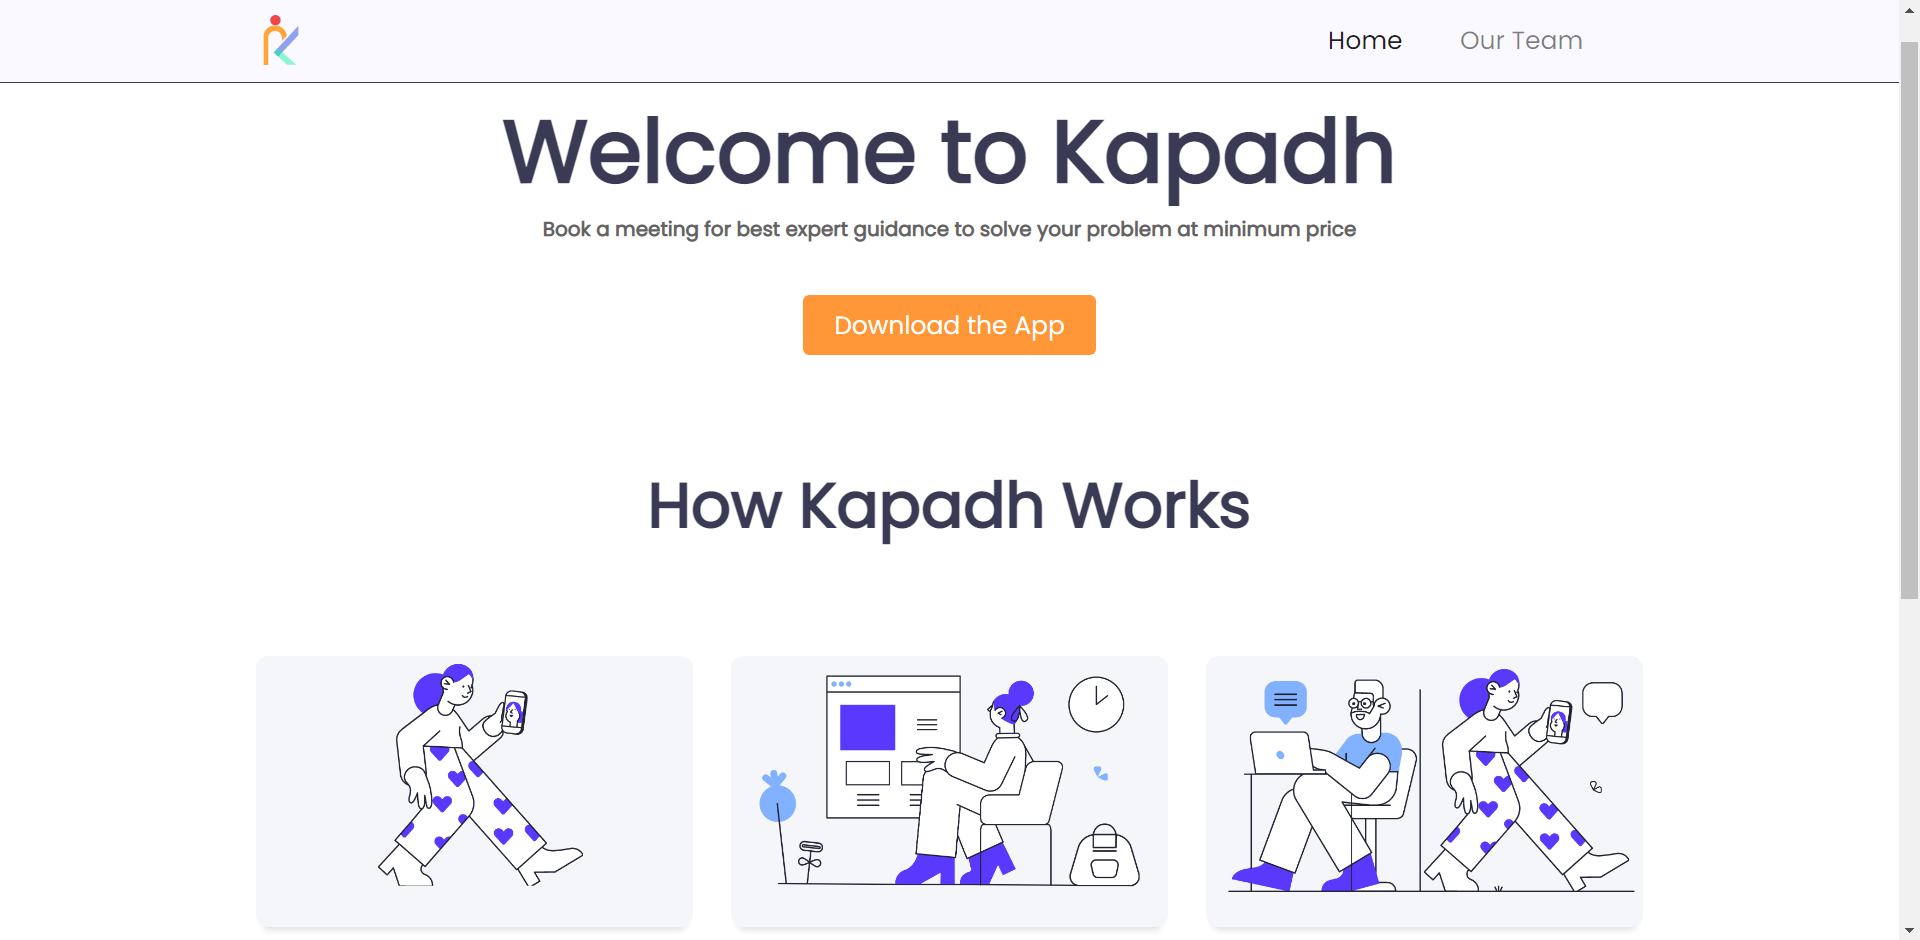 Home Our Team
Welcome to Kapadh
Book a meeting for best expert guidance to solve your problem at minimum price
Download the App
How Kapadh Works